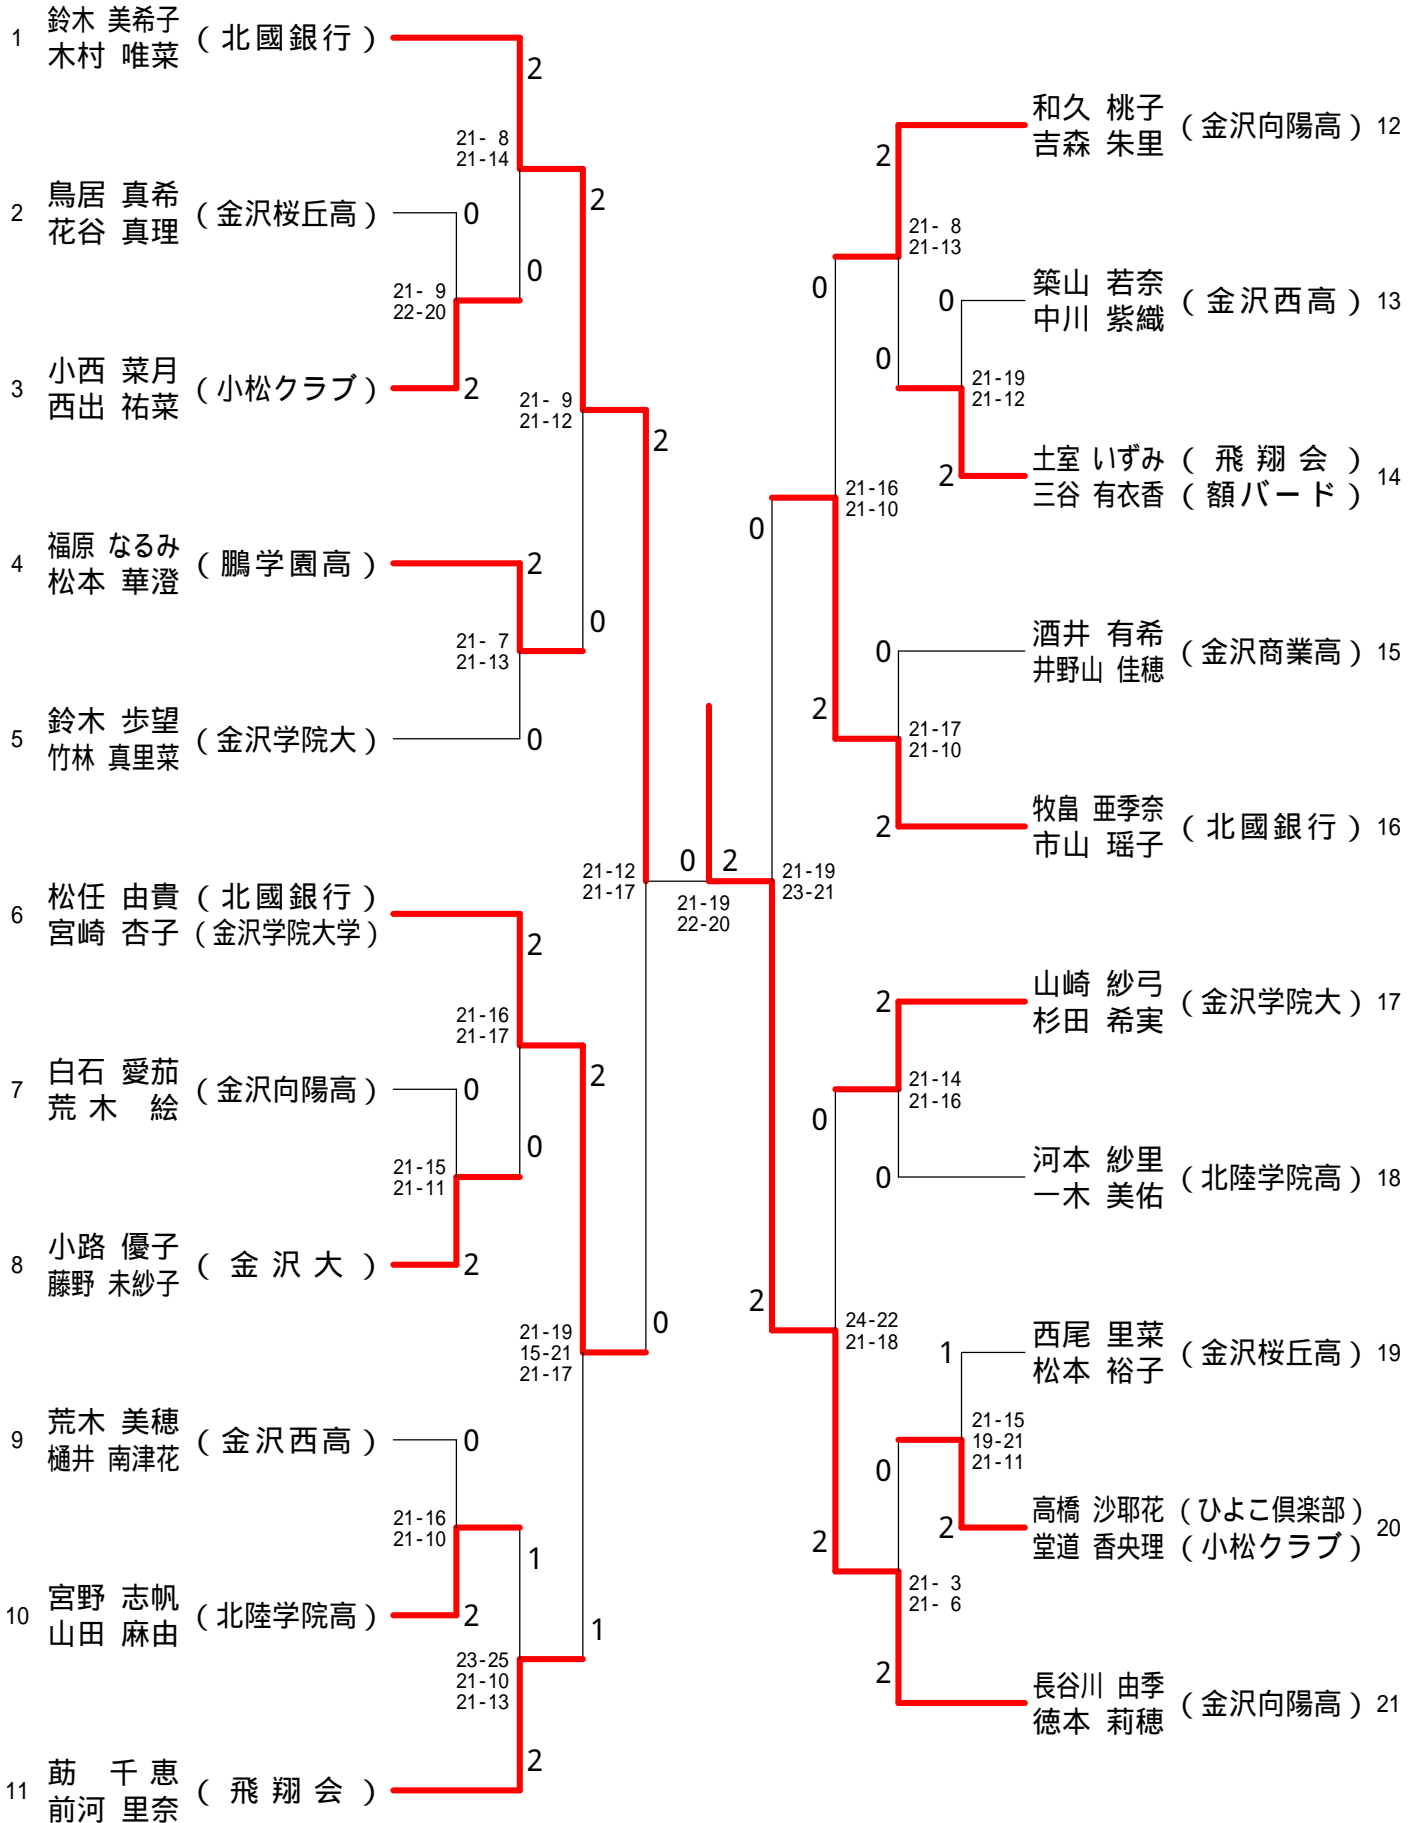 1 鈴木 美希子 (北國銀行)
木村 唯菜
2
21- 8
21-14
2 鳥居 真希 (金沢桜丘高) 0
花谷 真理
2
0
21- 9
22-20
3 小西 菜月 (小松クラブ) 2
西出 祐菜
21- 9
21-12
2
4 福原 なるみ (鵬学園高) 2
松本 華澄
21- 7
21-13
0
5 鈴木 歩望 (金沢学院大) 0
竹林 真里菜
21-12
21-17
6 松任 由貴 (北國銀行)
宮崎 杏子 (金沢学院大学)
2
21-16
21-17
7 白石 愛茄 (金沢向陽高) 0
荒木 絵
2
0
21-15
21-11
8 小路 優子 (金沢大) 2
藤野 未紗子
21-19
15-21
21-17
0
9 荒木 美穂 (金沢西高) 0
樋井 南津花
21-16
21-10
1
10 宮野 志帆 (北陸学院高) 2
山田 麻由
1
23-25
21-10
21-13
2
11 莇 千恵 (飛翔会)
前河 里奈
0 2
21-19
22-20
和久 桃子 (金沢向陽高) 12
吉森 朱里
2
21- 8
21-13
0
築山 若奈 (金沢西高) 13
中川 紫織
0
0
21-19
21-12
土室 いずみ (飛翔会) 14
三谷 有衣香 (額バード)
2
21-16
21-10
0
酒井 有希 (金沢商業高) 15
井野山 佳穂
0
2
21-17
21-10
牧畠 亜季奈 (北國銀行) 16
市山 瑶子
2
21-19
23-21
山崎 紗弓 (金沢学院大) 17
杉田 希実
2
21-14
21-16
0
河本 紗里 (北陸学院高) 18
一木 美佑
0
2
24-22
21-18
西尾 里菜 (金沢桜丘高) 19
松本 裕子
1
21-15
19-21
21-11
0
高橋 沙耶花 (ひよこ倶楽部) 20
堂道 香央理 (小松クラブ)
2
2
21- 3
21- 6
長谷川 由季 (金沢向陽高) 21
徳本 莉穂
2